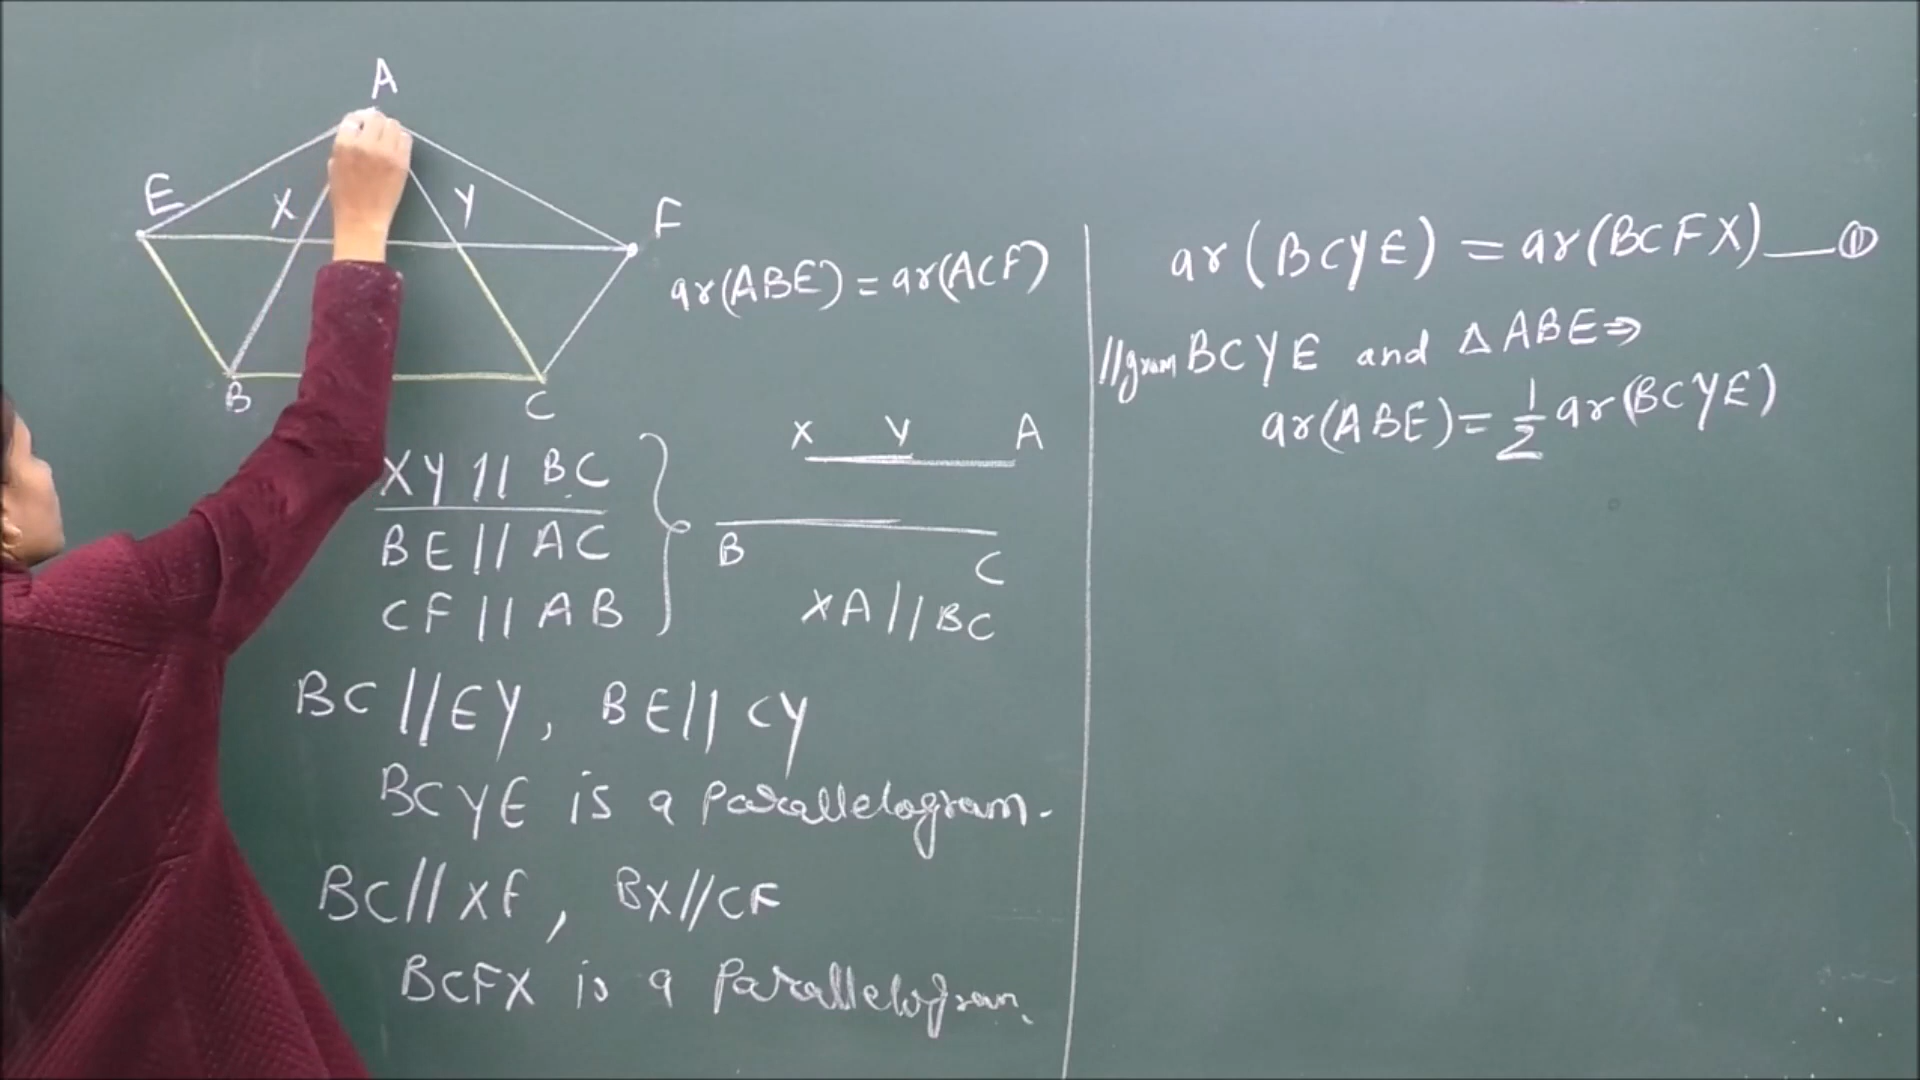 A
E
X
Y
F
B
C
ar(ABE) = ar(ACF)
XY || BC
BE // AC
CF || AB
X Y A
B
C
XA // BC
BC // EY, BE // CY
BCYE is a parallelogram.
BC // XF, BX // CF
BCFX is a parallelogram.
ar(BCYE) = ar(BCFX) — ①
//gram BCYE and △ABE ⇒
ar(ABE) = 1/2 ar(BCYE)